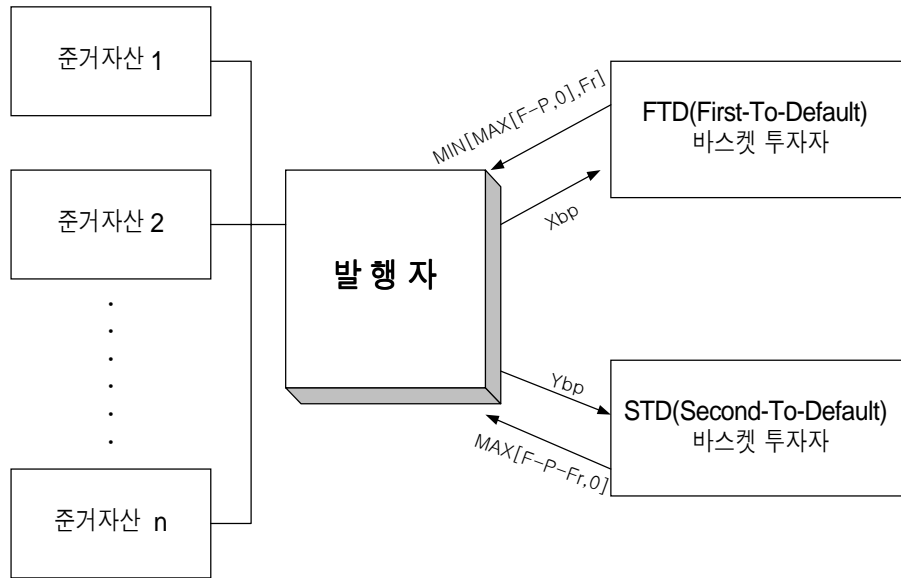 준거자산 1
준거자산 2
준거자산 n
발 행 자
MIN[MAX[F-P,0],Fr]
Xbp
FTD(First-To-Default)
바스켓 투자자
Ybp
MAX[F-P-Fr,0]
STD(Second-To-Default)
바스켓 투자자